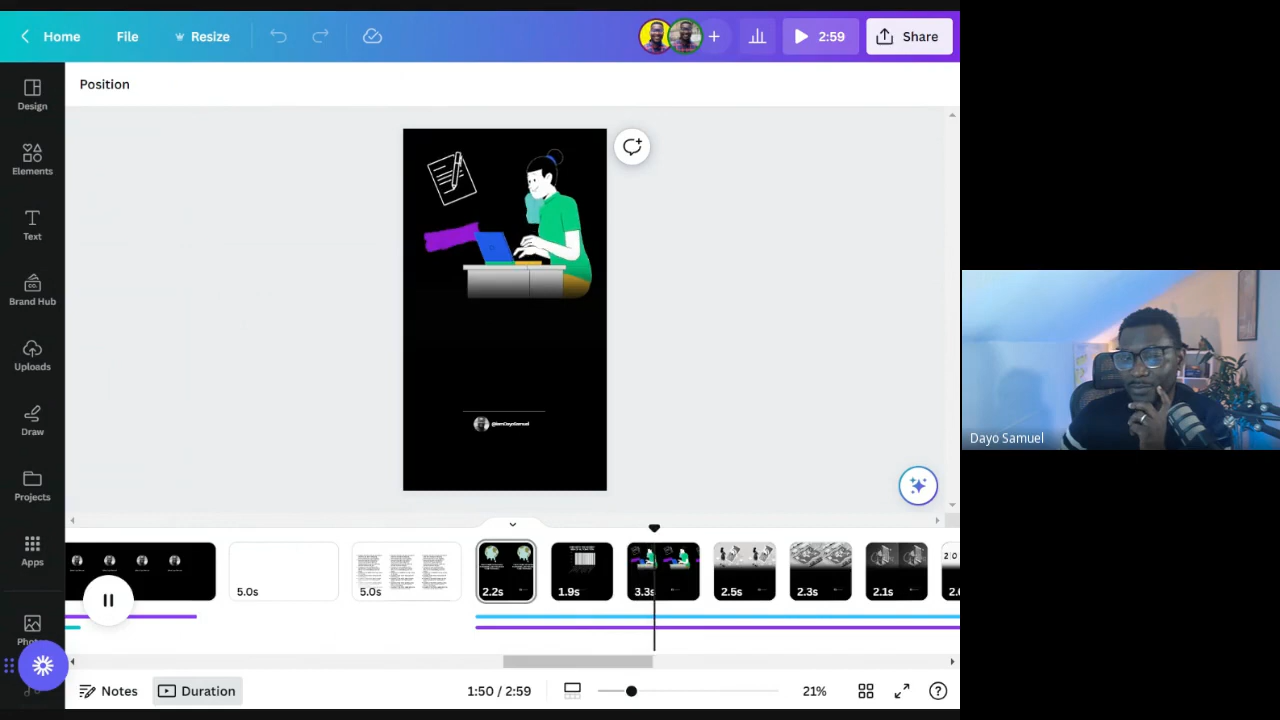 Home
File
Resize
2:59
Share
Position
Design
Elements
Text
Brand Hub
Uploads
Draw
Projects
Apps
@IamDayoSamuel
5.0s
5.0s
2.2s
1.9s
3.3s
2.5s
2.3s
2.1s
Notes
Duration
1:50 / 2:59
21%
Dayo Samuel